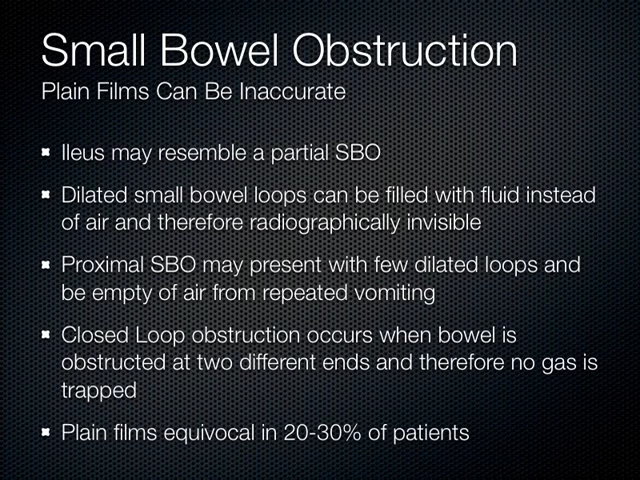 Small Bowel Obstruction
Plain Films Can Be Inaccurate
Ileus may resemble a partial SBO
Dilated small bowel loops can be filled with fluid instead
of air and therefore radiographically invisible
Proximal SBO may present with few dilated loops and
be empty of air from repeated vomiting
Closed Loop obstruction occurs when bowel is
obstructed at two different ends and therefore no gas is
trapped
Plain films equivocal in 20-30% of patients